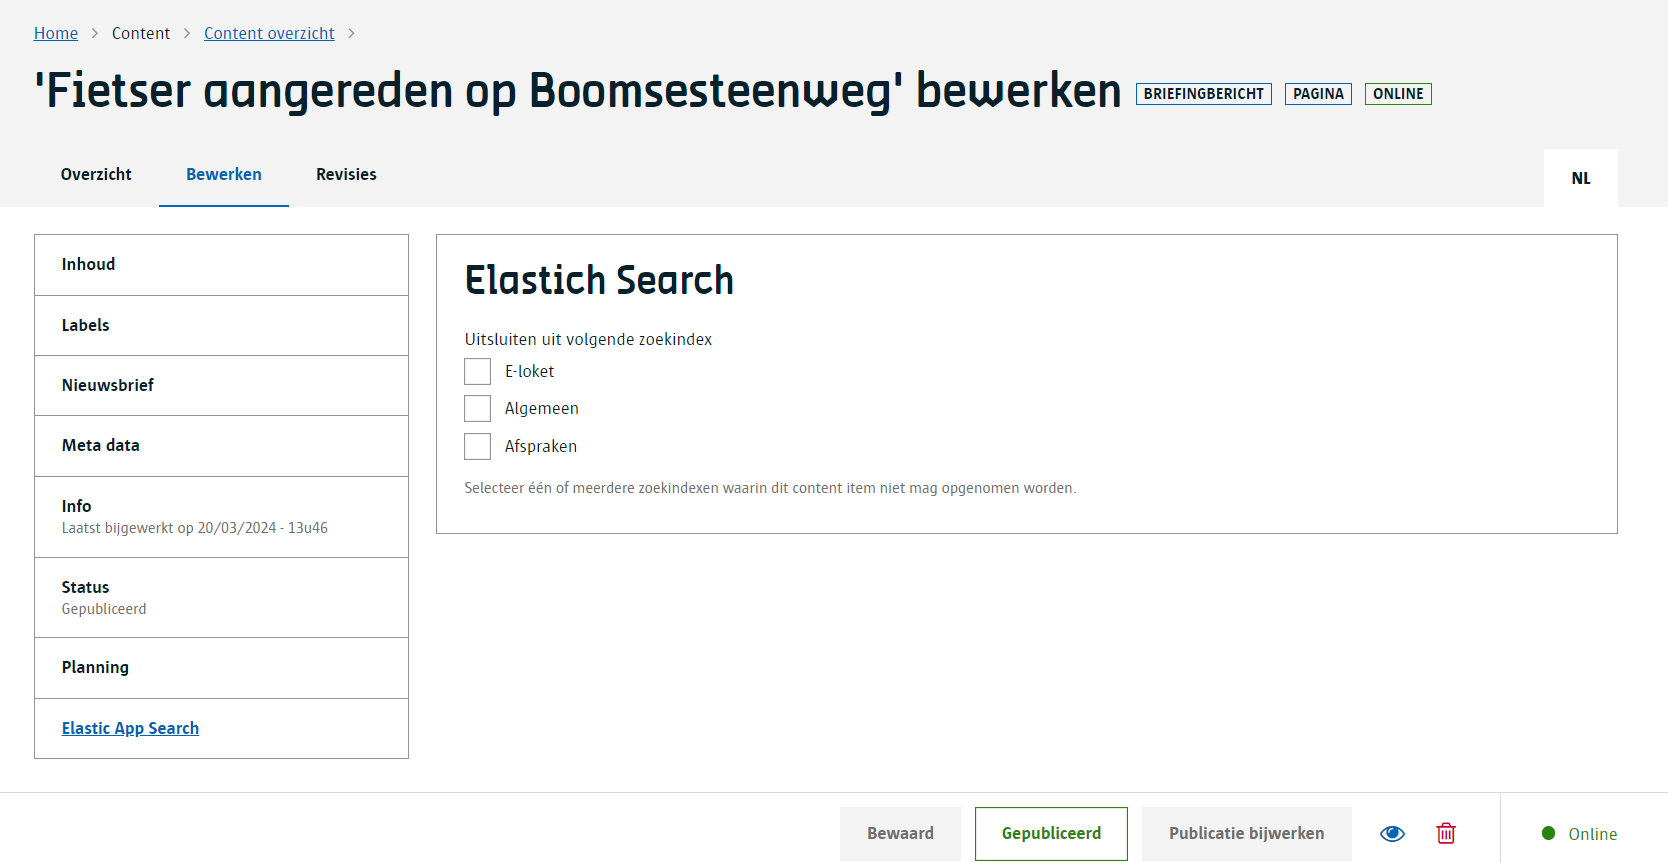 Home > Content > Content overzicht >
'Fietser aangereden op Boomsesteenweg' bewerken BRIEFINGBERICHT PAGINA ONLINE
Overzicht Bewerken Revisies NL
Inhoud
Labels
Nieuwsbrief
Meta data
Info
Laatst bijgewerkt op 20/03/2024 - 13u46
Status
Gepubliceerd
Planning
Elastic App Search
Elastich Search
Uitsluiten uit volgende zoekindex
E-loket
Algemeen
Afspraken
Selecteer één of meerdere zoekindexen waarin dit content item niet mag opgenomen worden.
Bewaard Gepubliceerd Publicatie bijwerken Online